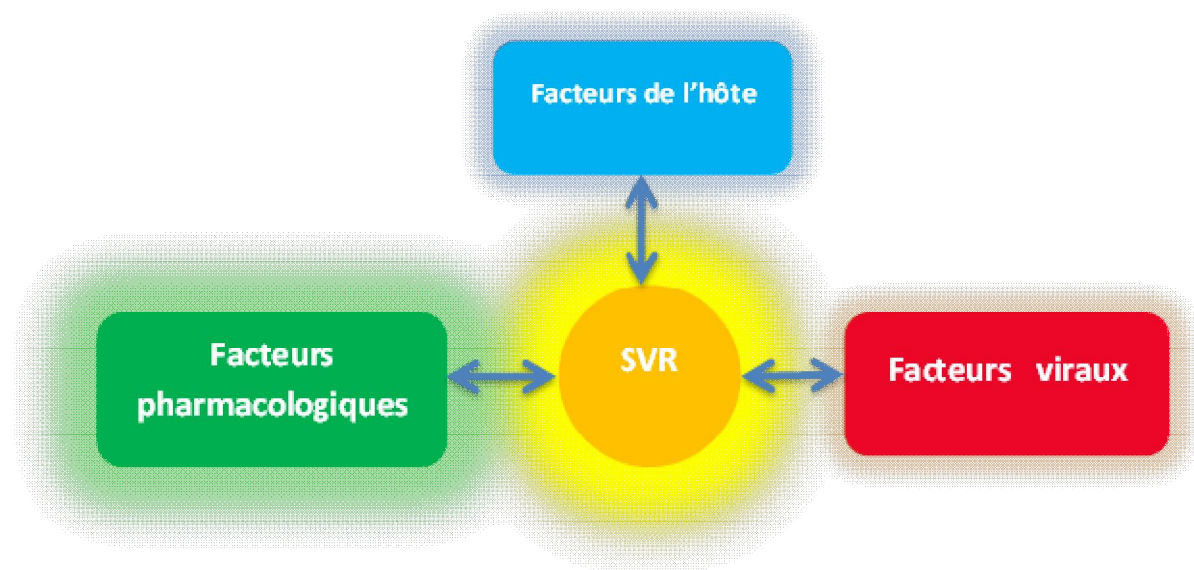 Facteurs de l'hôte
Facteurs
pharmacologiques
SVR
Facteurs viraux